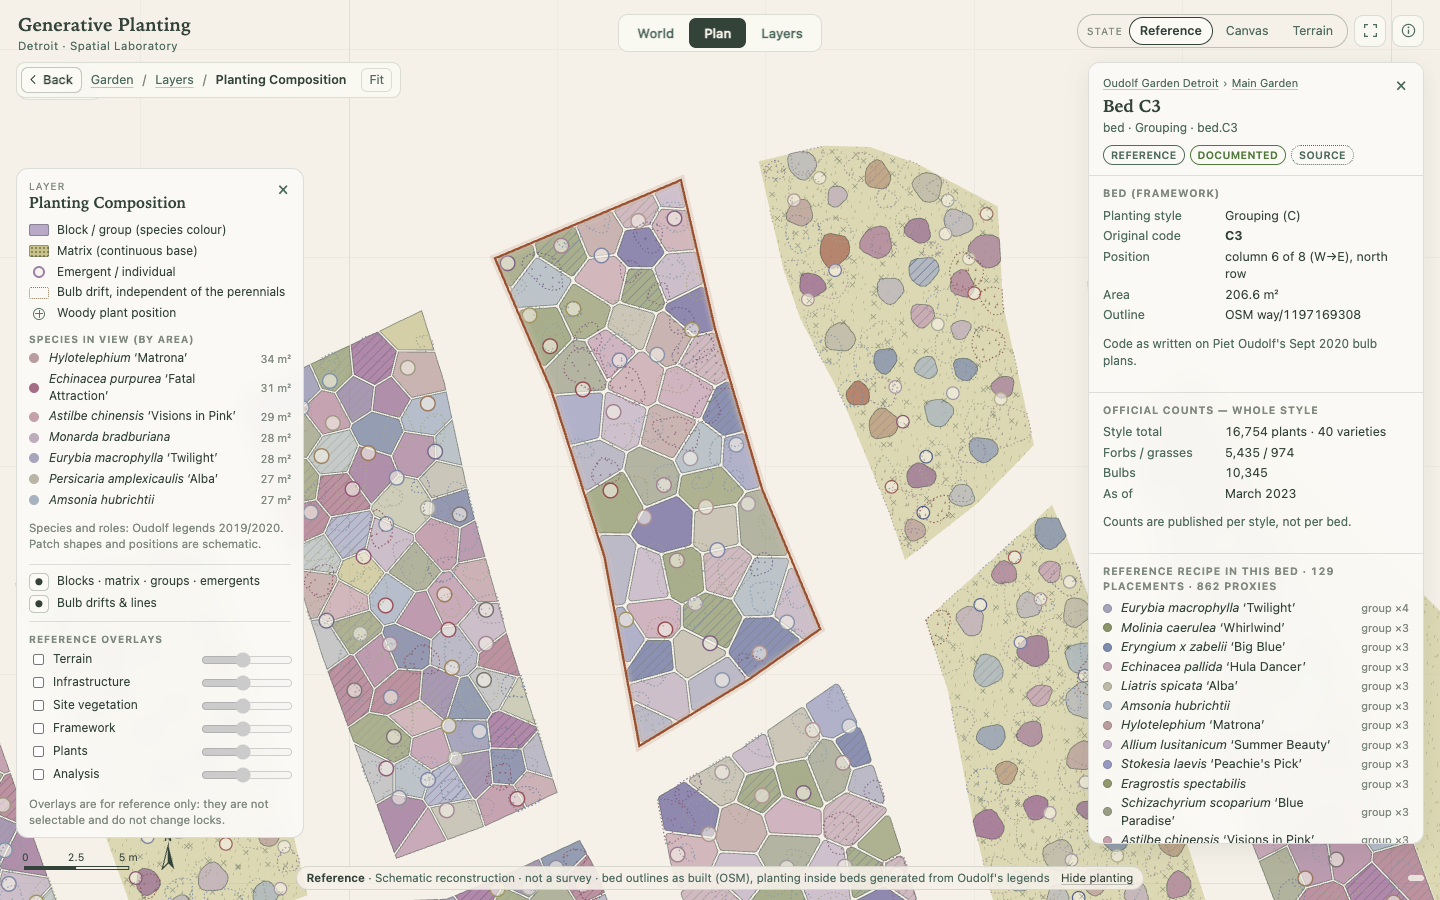 Generative Planting
Detroit · Spatial Laboratory
World
Plan
Layers
STATE
Reference
Canvas
Terrain
Back
Garden / Layers / Planting Composition
Fit
LAYER
Planting Composition
Block / group (species colour)
Matrix (continuous base)
Emergent / individual
Bulb drift, independent of the perennials
Woody plant position
SPECIES IN VIEW (BY AREA)
Hylotelephium ‘Matrona’ 34 m²
Echinacea purpurea ‘Fatal
Attraction’ 31 m²
Astilbe chinensis ‘Visions in Pink’ 29 m²
Monarda bradburiana 28 m²
Eurybia macrophylla ‘Twilight’ 28 m²
Persicaria amplexicaulis ‘Alba’ 27 m²
Amsonia hubrichtii 27 m²
Species and roles: Oudolf legends 2019/2020.
Patch shapes and positions are schematic.
Blocks · matrix · groups · emergents
Bulb drifts & lines
REFERENCE OVERLAYS
Terrain
Infrastructure
Site vegetation
Framework
Plants
Analysis
Overlays are for reference only: they are not
selectable and do not change locks.
0 2.5 5 m
Oudolf Garden Detroit › Main Garden
Bed C3
bed · Grouping · bed.C3
REFERENCE
DOCUMENTED
SOURCE
BED (FRAMEWORK)
Planting style Grouping (C)
Original code C3
Position column 6 of 8 (W→E), north
row
Area 206.6 m²
Outline OSM way/1197169308
Code as written on Piet Oudolf's Sept 2020 bulb
plans.
OFFICIAL COUNTS — WHOLE STYLE
Style total 16,754 plants · 40 varieties
Forbs / grasses 5,435 / 974
Bulbs 10,345
As of March 2023
Counts are published per style, not per bed.
REFERENCE RECIPE IN THIS BED · 129
PLACEMENTS · 862 PROXIES
Eurybia macrophylla ‘Twilight’ group ×4
Molinia caerulea ‘Whirlwind’ group ×3
Eryngium x zabelii ‘Big Blue’ group ×3
Echinacea pallida ‘Hula Dancer’ group ×3
Liatris spicata ‘Alba’ group ×3
Amsonia hubrichtii group ×3
Hylotelephium ‘Matrona’ group ×3
Allium lusitanicum ‘Summer Beauty’ group ×3
Stokesia laevis ‘Peachie's Pick’ group ×3
Eragrostis spectabilis group ×3
Schizachyrium scoparium ‘Blue
Paradise’ group ×3
Astilbe chinensis ‘Visions in Pink’ group ×3
Reference · Schematic reconstruction · not a survey · bed outlines as built (OSM), planting inside beds generated from Oudolf's legends Hide planting